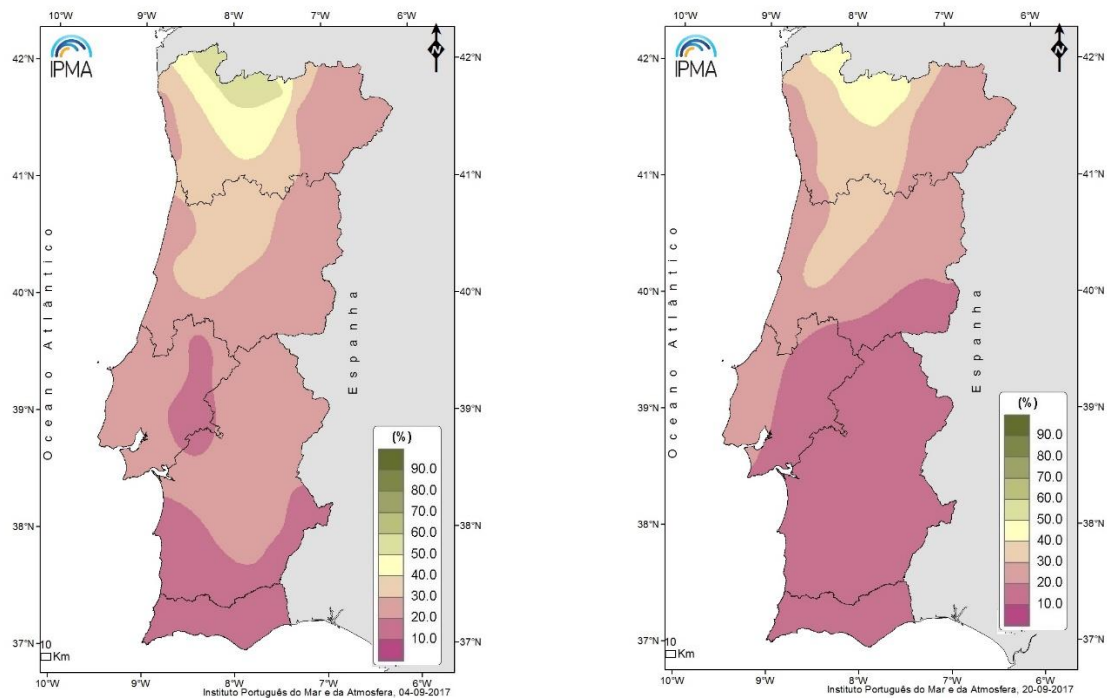 10°W 9°W 8°W 7°W 6°W
42°N 42°N
IPMA
N
41°N 41°N
40°N 40°N
39°N 39°N
38°N 38°N
37°N 37°N
Oceano Atlântico
Espanha
(%)
90.0
80.0
70.0
60.0
50.0
40.0
30.0
20.0
10.0
10
Km
10°W 9°W 8°W 7°W 6°W
Instituto Português do Mar e da Atmosfera, 04-09-2017
10°W 9°W 8°W 7°W 6°W
42°N 42°N
IPMA
N
41°N 41°N
40°N 40°N
39°N 39°N
38°N 38°N
37°N 37°N
Oceano Atlântico
Espanha
(%)
90.0
80.0
70.0
60.0
50.0
40.0
30.0
20.0
10.0
10
Km
10°W 9°W 8°W 7°W 6°W
Instituto Português do Mar e da Atmosfera, 20-09-2017